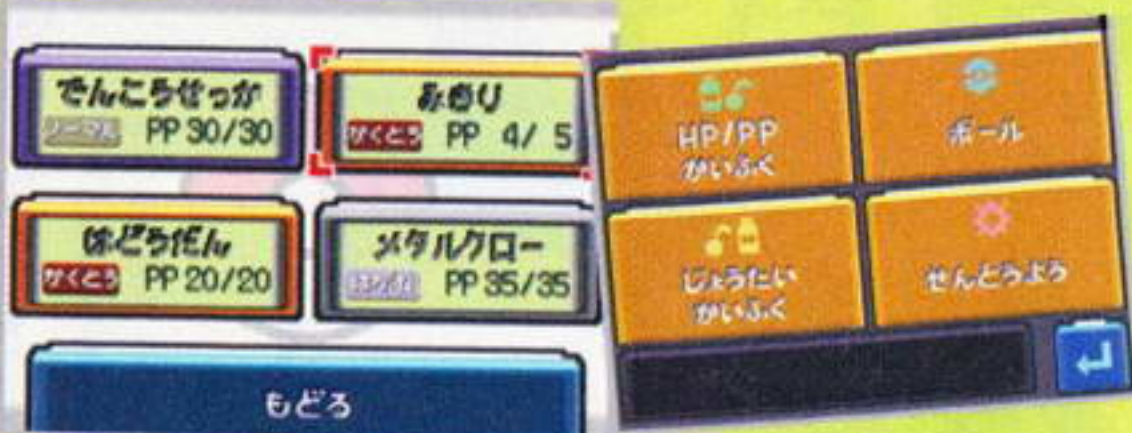 でんこうせっか
ノーマル PP 30/30
みきり
かくとう PP 4/ 5
はどうだん
かくとう PP 20/20
メタルクロー
はがね PP 35/35
もどる
HP/PP
かいふく
ボール
じょうたい
かいふく
せんとうよう